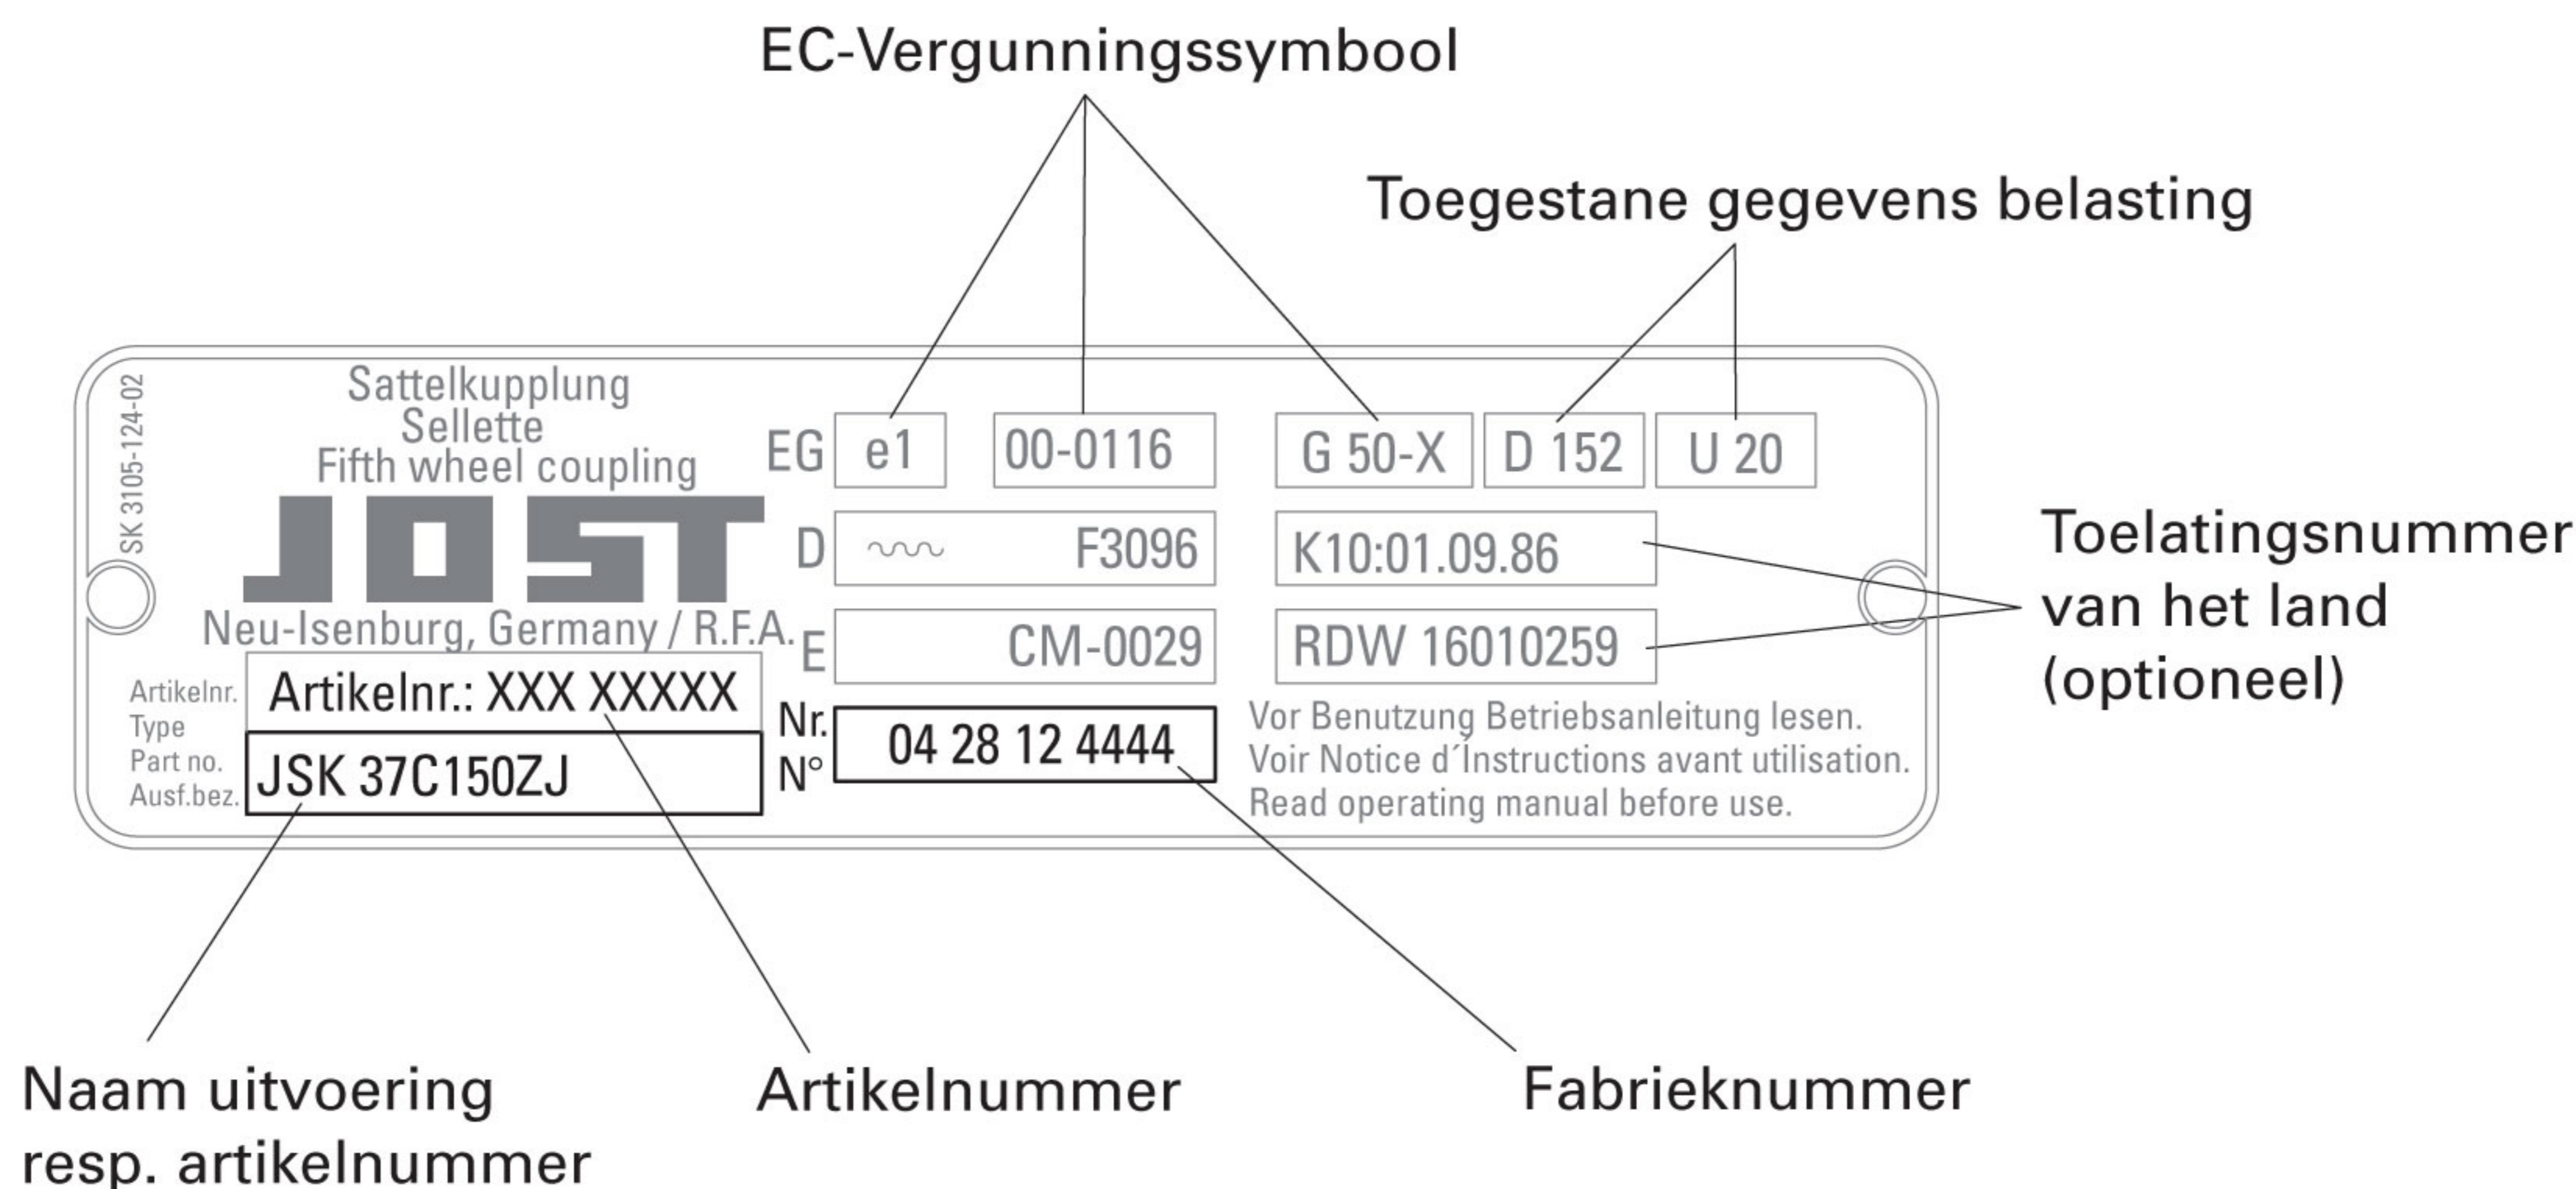 EC-Vergunningssymbool
Toegestane gegevens belasting
SK 3105-124-02
Sattelkupplung
Sellette
Fifth wheel coupling
JOST
Neu-Isenburg, Germany / R.F.A.
EG e1 00-0116 G 50-X D 152 U 20
D F3096 K10:01.09.86
E CM-0029 RDW 16010259
Toelatingsnummer
van het land
(optioneel)
Artikelnr.
Type
Part no.
Ausf.bez.
Artikelnr.: XXX XXXXX
JSK 37C150ZJ
Nr.
N°
04 28 12 4444
Vor Benutzung Betriebsanleitung lesen.
Voir Notice d´Instructions avant utilisation.
Read operating manual before use.
Naam uitvoering
resp. artikelnummer
Artikelnummer
Fabrieknummer